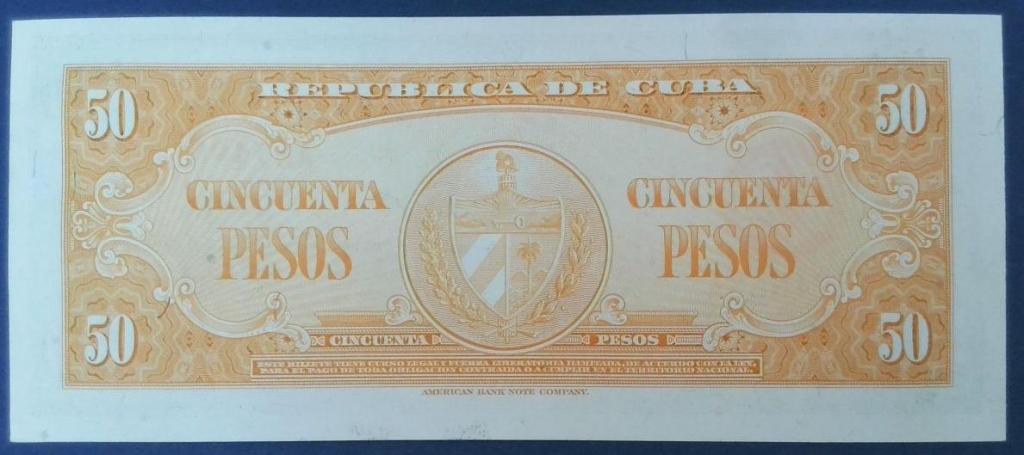 REPUBLICA DE CUBA
50 50
CINCUENTA CINCUENTA
PESOS PESOS
50 50
CINCUENTA PESOS
ESTE BILLETE TIENE CURSO LEGAL Y FUERZA LIBERATORIA ILIMITADA, DE ACUERDO CON LA LEY,
PARA EL PAGO DE TODA OBLIGACION CONTRAIDA O A CUMPLIR EN EL TERRITORIO NACIONAL.
AMERICAN BANK NOTE COMPANY.